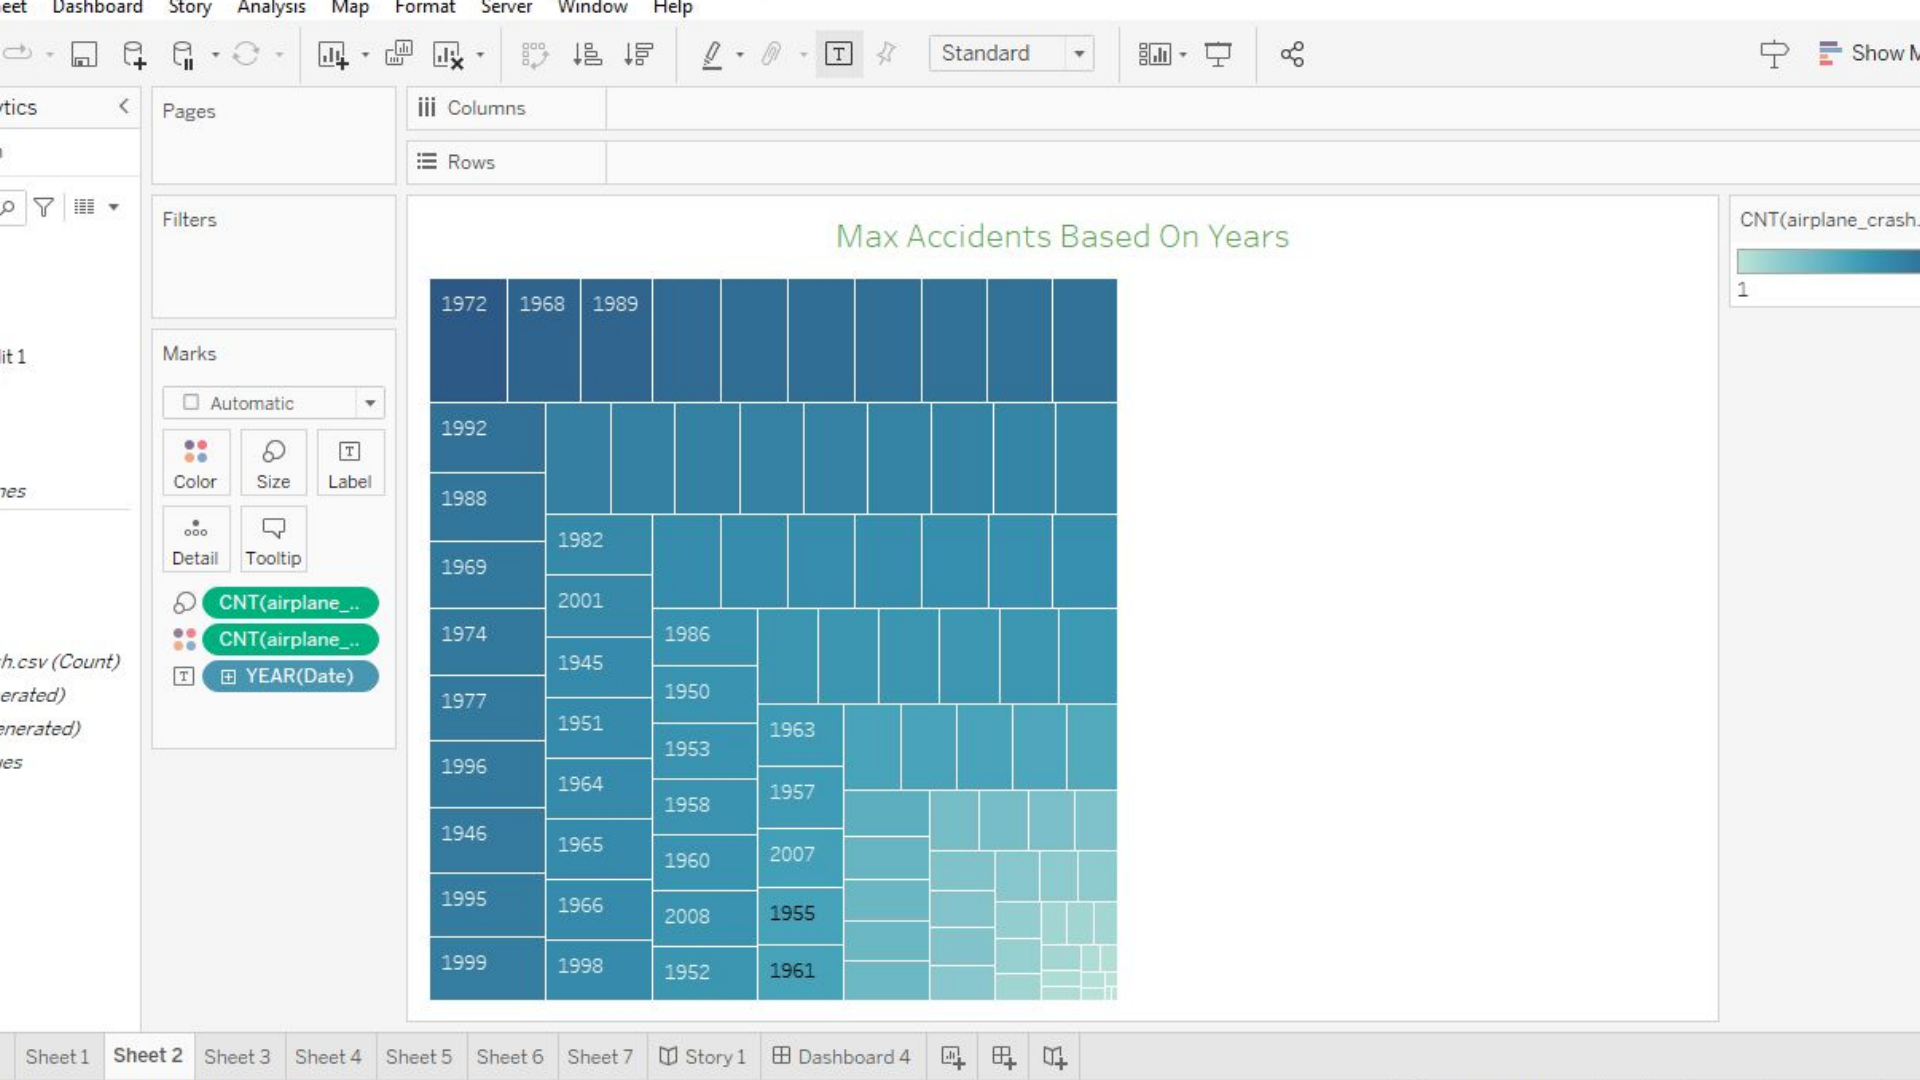 eet Dashboard Story Analysis Map Format Server Window Help
Standard
Show M
ytics
Pages
Columns
Rows
Filters
Max Accidents Based On Years
CNT(airplane_crash.
1
lit 1
Marks
Automatic
Color Size Label
Detail Tooltip
CNT(airplane_..
CNT(airplane_..
YEAR(Date)
nes
h.csv (Count)
erated)
enerated)
ues
1972 1968 1989
1992
1988
1969
1974
1977
1996
1946
1995
1999
1982
2001
1945
1951
1964
1965
1966
1998
1986
1950
1953
1958
1960
2008
1952
1963
1957
2007
1955
1961
Sheet 1 Sheet 2 Sheet 3 Sheet 4 Sheet 5 Sheet 6 Sheet 7 Story 1 Dashboard 4